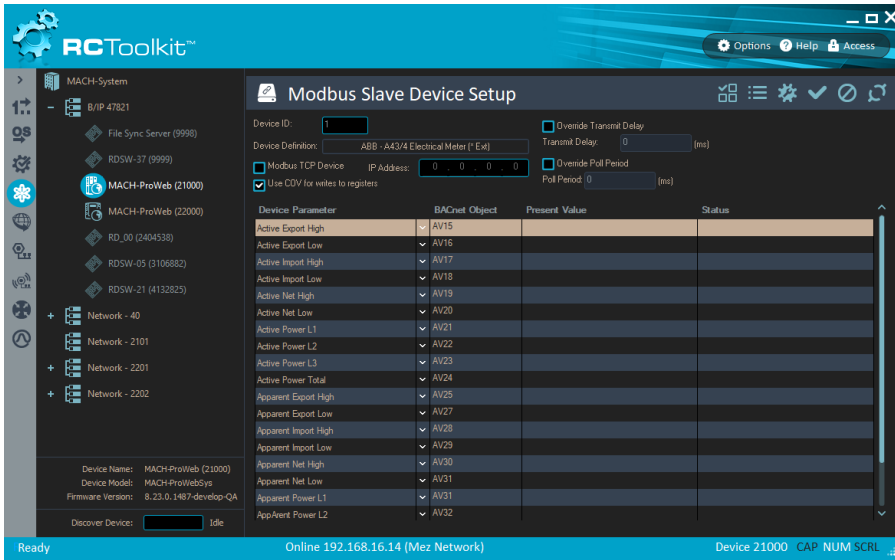 RCToolkit™
Options Help Access
MACH-System
B/IP 47821
File Sync Server (9998)
RDSW-37 (9999)
MACH-ProWeb (21000)
MACH-ProWeb (22000)
RD_00 (2404538)
RDSW-05 (3106882)
RDSW-21 (4132825)
Network - 40
Network - 2101
Network - 2201
Network - 2202
Device Name: MACH-ProWeb (21000)
Device Model: MACH-ProWebSys
Firmware Version: 8.23.0.1487-develop-QA
Discover Device: Idle
Modbus Slave Device Setup
Device ID: 1
Device Definition: ABB - A43/4 Electrical Meter (* Ext)
Modbus TCP Device IP Address: 0 . 0 . 0 . 0
Use COV for writes to registers
Override Transmit Delay
Transmit Delay: 0 (ms)
Override Poll Period
Poll Period: 0 (ms)
Device Parameter BACnet Object Present Value Status
Active Export High AV15
Active Export Low AV16
Active Import High AV17
Active Import Low AV18
Active Net High AV19
Active Net Low AV20
Active Power L1 AV21
Active Power L2 AV22
Active Power L3 AV23
Active Power Total AV24
Apparent Export High AV25
Apparent Export Low AV27
Apparent Import High AV28
Apparent Import Low AV29
Apparent Net High AV30
Apparent Net Low AV31
Apparent Power L1 AV31
AppArent Power L2 AV32
Ready Online 192.168.16.14 (Mez Network) Device 21000 CAP NUM SCRL